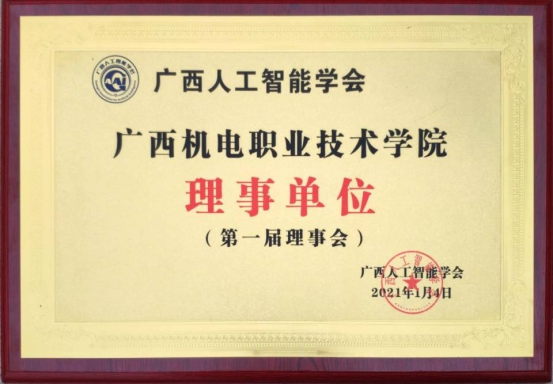 广西人工智能学会
广西机电职业技术学院
理事单位
（第一届理事会）
广西人工智能学会
2021年1月4日